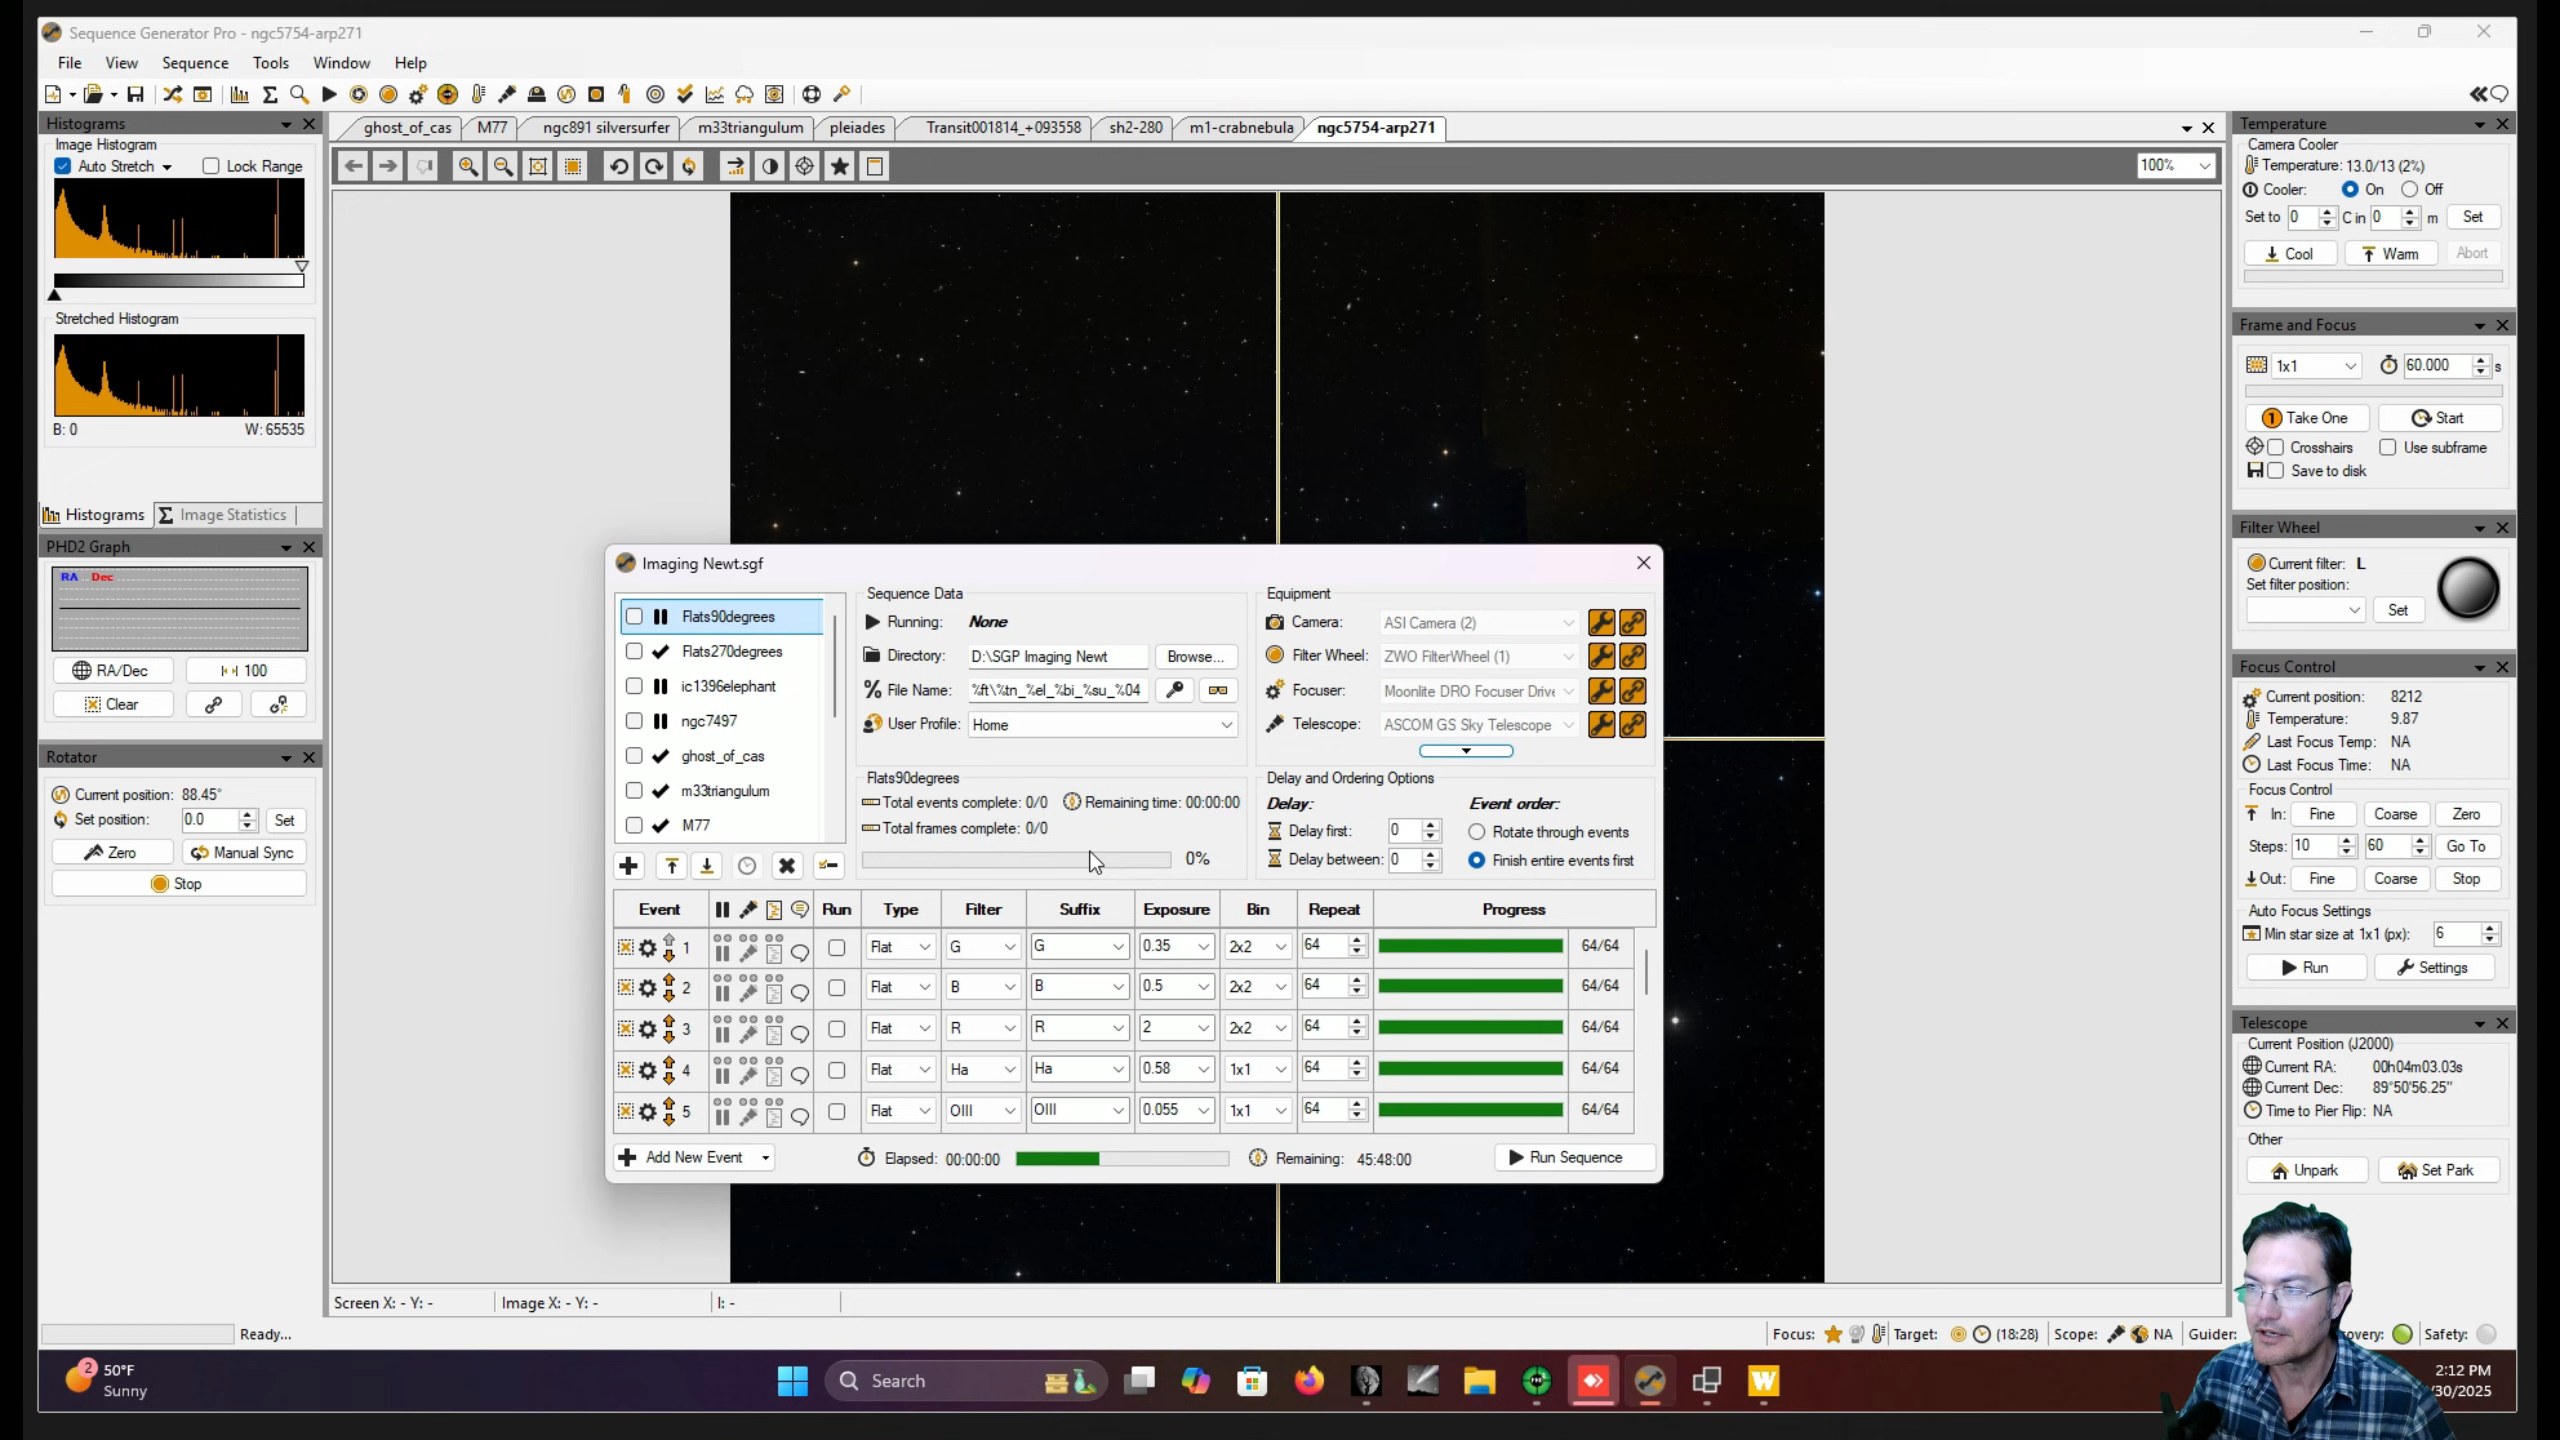 Sequence Generator Pro - ngc5754-arp271
File View Sequence Tools Window Help
Histograms
Image Histogram
Auto Stretch Lock Range
Stretched Histogram
B: 0 W: 65535
Histograms Image Statistics
PHD2 Graph
RA Dec
RA/Dec 100
Clear
Rotator
Current position: 88.45°
Set position: 0.0 Set
Zero Manual Sync
Stop
ghost_of_cas M77 ngc891 silversurfer m33triangulum pleiades Transit001814_+093558 sh2-280 m1-crabnebula ngc5754-arp271
100%
Imaging Newt.sgf
Flats90degrees
Flats270degrees
ic1396elephant
ngc7497
ghost_of_cas
m33triangulum
M77
Sequence Data
Running: None
Directory: D:\SGP Imaging Newt Browse...
File Name: %ft\%tn_%el_%bi_%su_%04
User Profile: Home
Equipment
Camera: ASI Camera (2)
Filter Wheel: ZWO FilterWheel (1)
Focuser: Moonlite DRO Focuser Drive
Telescope: ASCOM GS Sky Telescope
Flats90degrees
Total events complete: 0/0 Remaining time: 00:00:00
Total frames complete: 0/0
0%
Delay and Ordering Options
Delay: Event order:
Delay first: 0 Rotate through events
Delay between: 0 Finish entire events first
Event Run Type Filter Suffix Exposure Bin Repeat Progress
1 Flat G G 0.35 2x2 64 64/64
2 Flat B B 0.5 2x2 64 64/64
3 Flat R R 2 2x2 64 64/64
4 Flat Ha Ha 0.58 1x1 64 64/64
5 Flat OIII OIII 0.055 1x1 64 64/64
Add New Event Elapsed: 00:00:00 Remaining: 45:48:00 Run Sequence
Screen X: - Y: - Image X: - Y: - I: -
Temperature
Camera Cooler
Temperature: 13.0/13 (2%)
Cooler: On Off
Set to 0 C in 0 m Set
Cool Warm Abort
Frame and Focus
1x1 60.000 s
Take One Start
Crosshairs Use subframe
Save to disk
Filter Wheel
Current filter: L
Set filter position:
Set
Focus Control
Current position: 8212
Temperature: 9.87
Last Focus Temp: NA
Last Focus Time: NA
Focus Control
In: Fine Coarse Zero
Steps: 10 60 Go To
Out: Fine Coarse Stop
Auto Focus Settings
Min star size at 1x1 (px): 6
Run Settings
Telescope
Current Position (J2000)
Current RA: 00h04m03.03s
Current Dec: 89°50'56.25"
Time to Pier Flip: NA
Other
Unpark Set Park
Ready... Focus: Target: (18:28) Scope: NA Guider: overy: Safety:
2 50°F
Sunny
Search
2:12 PM
/30/2025